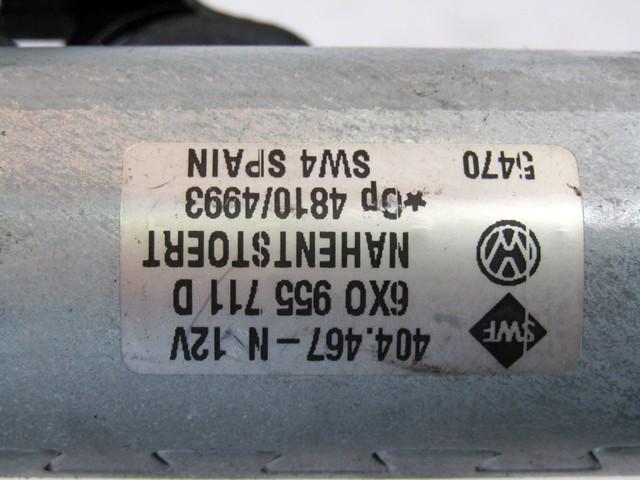 SWF 404.467-N 12V
6X0 955 711 D
NAHENTSTOERT
*Gp 4810/4993
5470 SW4 SPAIN